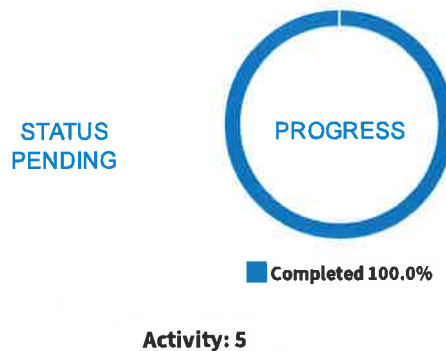 STATUS
PENDING
PROGRESS
Completed 100.0%
Activity: 5